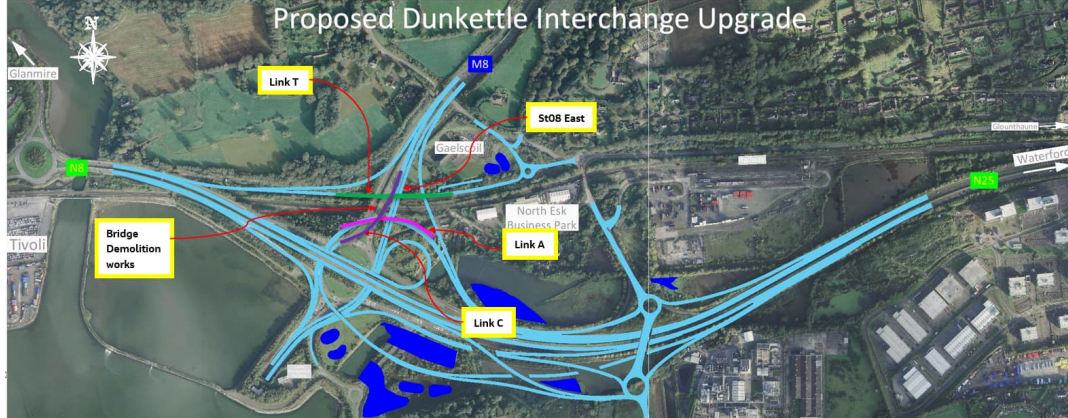 Proposed Dunkettle Interchange Upgrade
N
Glanmire
M8
Link T
St08 East
Gaelscoil
Glounthaune
Waterford
N8
N25
North Esk
Business Park
Tivoli
Bridge
Demolition
works
Link A
Link C